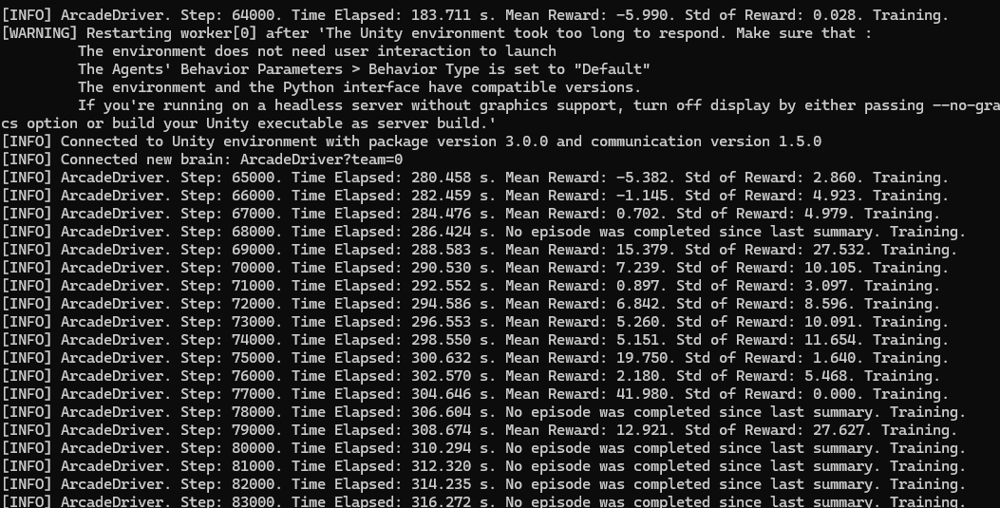 [INFO] ArcadeDriver. Step: 64000. Time Elapsed: 183.711 s. Mean Reward: -5.990. Std of Reward: 0.028. Training.
[WARNING] Restarting worker[0] after 'The Unity environment took too long to respond. Make sure that :
The environment does not need user interaction to launch
The Agents' Behavior Parameters > Behavior Type is set to "Default"
The environment and the Python interface have compatible versions.
If you're running on a headless server without graphics support, turn off display by either passing --no-gra
cs option or build your Unity executable as server build.'
[INFO] Connected to Unity environment with package version 3.0.0 and communication version 1.5.0
[INFO] Connected new brain: ArcadeDriver?team=0
[INFO] ArcadeDriver. Step: 65000. Time Elapsed: 280.458 s. Mean Reward: -5.382. Std of Reward: 2.860. Training.
[INFO] ArcadeDriver. Step: 66000. Time Elapsed: 282.459 s. Mean Reward: -1.145. Std of Reward: 4.923. Training.
[INFO] ArcadeDriver. Step: 67000. Time Elapsed: 284.476 s. Mean Reward: 0.702. Std of Reward: 4.979. Training.
[INFO] ArcadeDriver. Step: 68000. Time Elapsed: 286.424 s. No episode was completed since last summary. Training.
[INFO] ArcadeDriver. Step: 69000. Time Elapsed: 288.583 s. Mean Reward: 15.379. Std of Reward: 27.532. Training.
[INFO] ArcadeDriver. Step: 70000. Time Elapsed: 290.530 s. Mean Reward: 7.239. Std of Reward: 10.105. Training.
[INFO] ArcadeDriver. Step: 71000. Time Elapsed: 292.552 s. Mean Reward: 0.897. Std of Reward: 3.097. Training.
[INFO] ArcadeDriver. Step: 72000. Time Elapsed: 294.586 s. Mean Reward: 6.842. Std of Reward: 8.596. Training.
[INFO] ArcadeDriver. Step: 73000. Time Elapsed: 296.553 s. Mean Reward: 5.260. Std of Reward: 10.091. Training.
[INFO] ArcadeDriver. Step: 74000. Time Elapsed: 298.550 s. Mean Reward: 5.151. Std of Reward: 11.654. Training.
[INFO] ArcadeDriver. Step: 75000. Time Elapsed: 300.632 s. Mean Reward: 19.750. Std of Reward: 1.640. Training.
[INFO] ArcadeDriver. Step: 76000. Time Elapsed: 302.570 s. Mean Reward: 2.180. Std of Reward: 5.468. Training.
[INFO] ArcadeDriver. Step: 77000. Time Elapsed: 304.646 s. Mean Reward: 41.980. Std of Reward: 0.000. Training.
[INFO] ArcadeDriver. Step: 78000. Time Elapsed: 306.604 s. No episode was completed since last summary. Training.
[INFO] ArcadeDriver. Step: 79000. Time Elapsed: 308.674 s. Mean Reward: 12.921. Std of Reward: 27.627. Training.
[INFO] ArcadeDriver. Step: 80000. Time Elapsed: 310.294 s. No episode was completed since last summary. Training.
[INFO] ArcadeDriver. Step: 81000. Time Elapsed: 312.320 s. No episode was completed since last summary. Training.
[INFO] ArcadeDriver. Step: 82000. Time Elapsed: 314.235 s. No episode was completed since last summary. Training.
[INFO] ArcadeDriver. Step: 83000. Time Elapsed: 316.272 s. No episode was completed since last summary. Training.